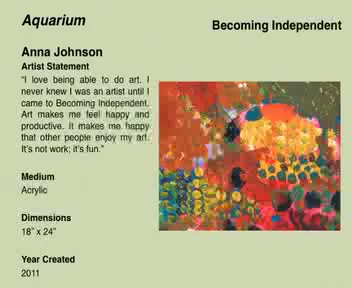 Aquarium
Becoming Independent
Anna Johnson
Artist Statement
“I love being able to do art. I
never knew I was an artist until I
came to Becoming Independent.
Art makes me feel happy and
productive. It makes me happy
that other people enjoy my art.
It’s not work; it’s fun.”
Medium
Acrylic
Dimensions
18” x 24”
Year Created
2011